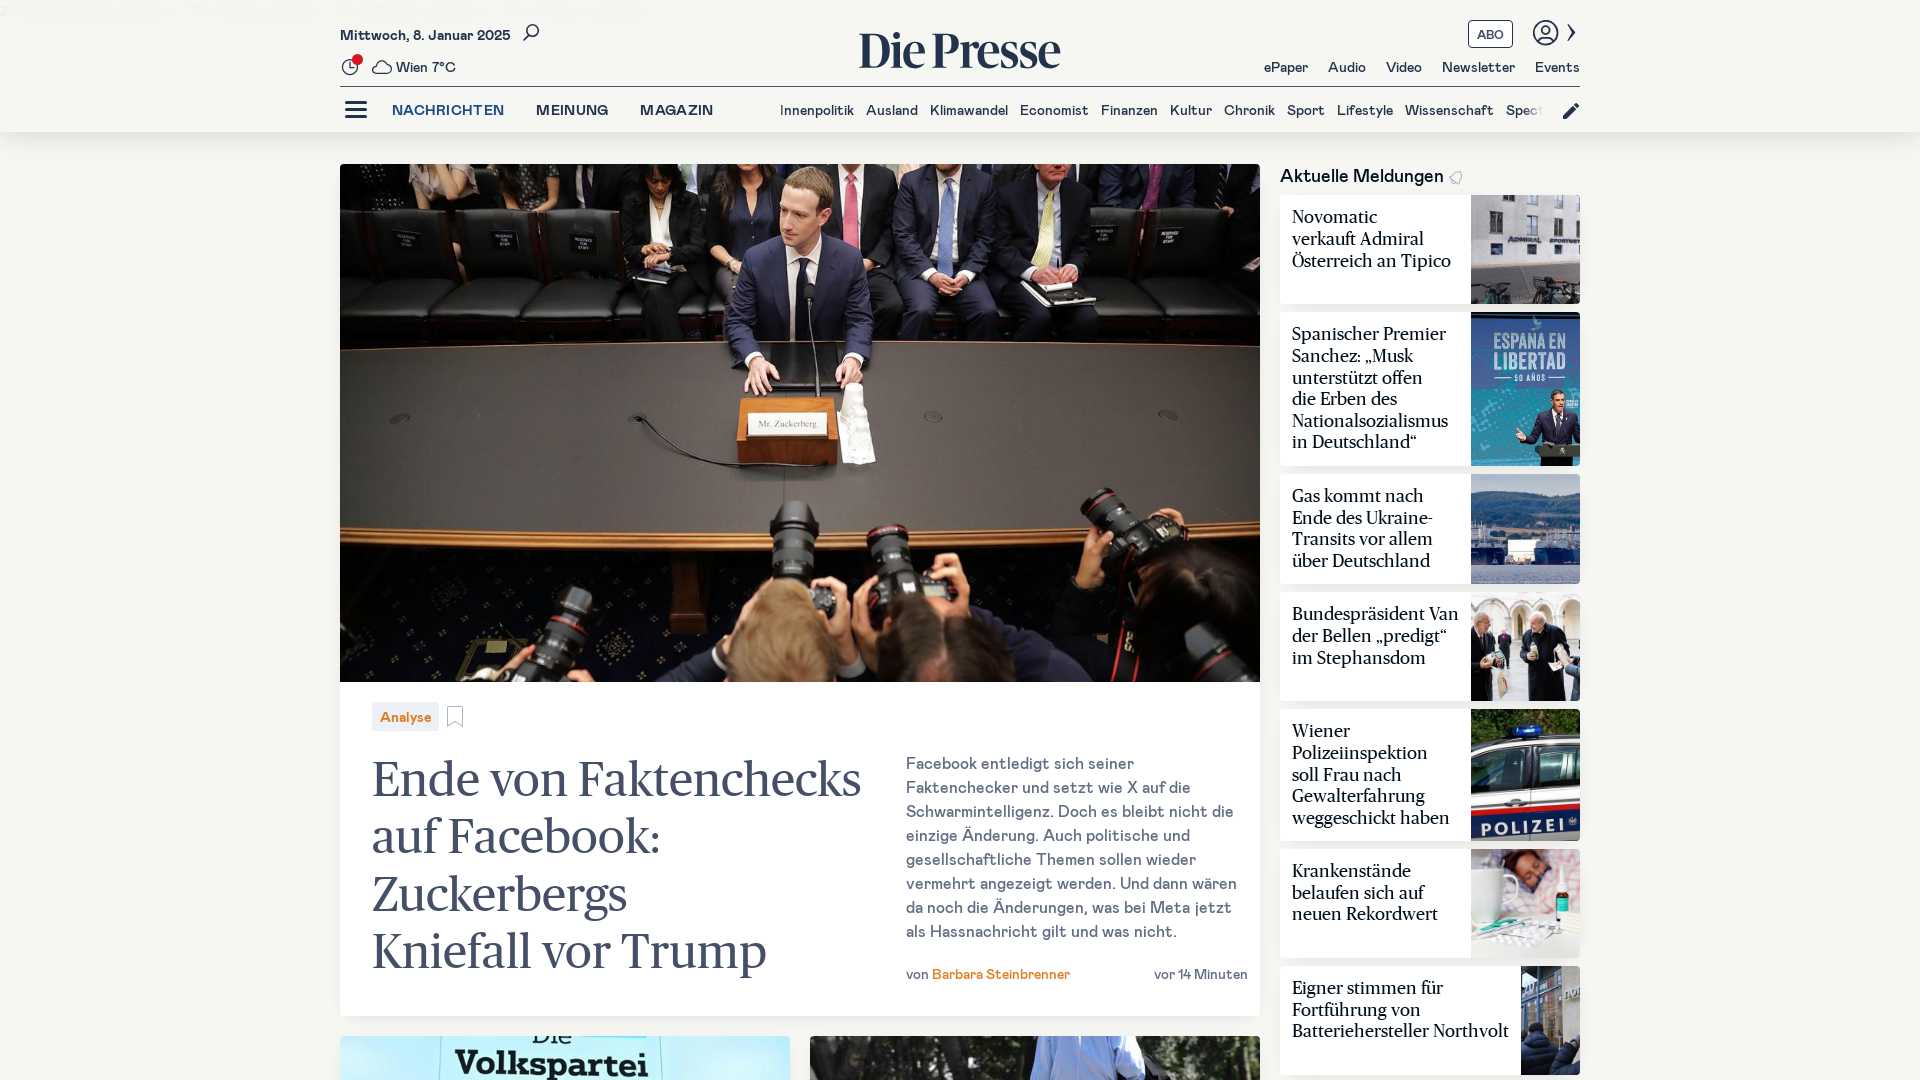 Mittwoch, 8. Januar 2025
Wien 7°C
Die Presse
ABO
ePaper Audio Video Newsletter Events
NACHRICHTEN MEINUNG MAGAZIN
Innenpolitik Ausland Klimawandel Economist Finanzen Kultur Chronik Sport Lifestyle Wissenschaft Spect
Mr. Zuckerberg
Analyse
Ende von Faktenchecks
auf Facebook:
Zuckerbergs
Kniefall vor Trump
Facebook entledigt sich seiner
Faktenchecker und setzt wie X auf die
Schwarmintelligenz. Doch es bleibt nicht die
einzige Änderung. Auch politische und
gesellschaftliche Themen sollen wieder
vermehrt angezeigt werden. Und dann wären
da noch die Änderungen, was bei Meta jetzt
als Hassnachricht gilt und was nicht.
von Barbara Steinbrenner vor 14 Minuten
Die
Volkspartei
Aktuelle Meldungen
Novomatic
verkauft Admiral
Österreich an Tipico
ADMIRAL
Spanischer Premier
Sanchez: „Musk
unterstützt offen
die Erben des
Nationalsozialismus
in Deutschland“
ESPAÑA EN
LIBERTAD
50 AÑOS
Gas kommt nach
Ende des Ukraine-
Transits vor allem
über Deutschland
Bundespräsident Van
der Bellen „predigt“
im Stephansdom
Wiener
Polizeiinspektion
soll Frau nach
Gewalterfahrung
weggeschickt haben
POLIZEI
Krankenstände
belaufen sich auf
neuen Rekordwert
Eigner stimmen für
Fortführung von
Batteriehersteller Northvolt